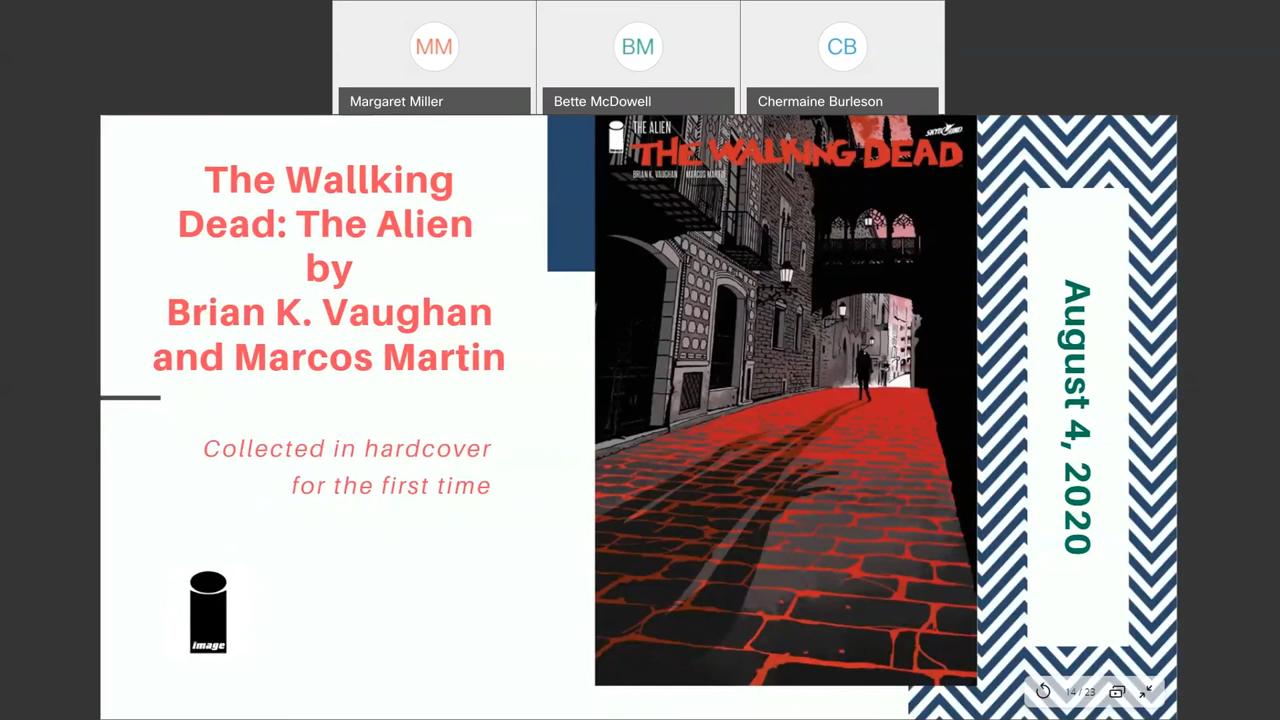 MM
BM
CB
Margaret Miller
Bette McDowell
Chermaine Burleson
The Wallking
Dead: The Alien
by
Brian K. Vaughan
and Marcos Martin
Collected in hardcover
for the first time
image
THE ALIEN
SKYBOUND
THE WALKING DEAD
BRIAN K. VAUGHAN MARCOS MARTIN
August 4, 2020
14 / 23